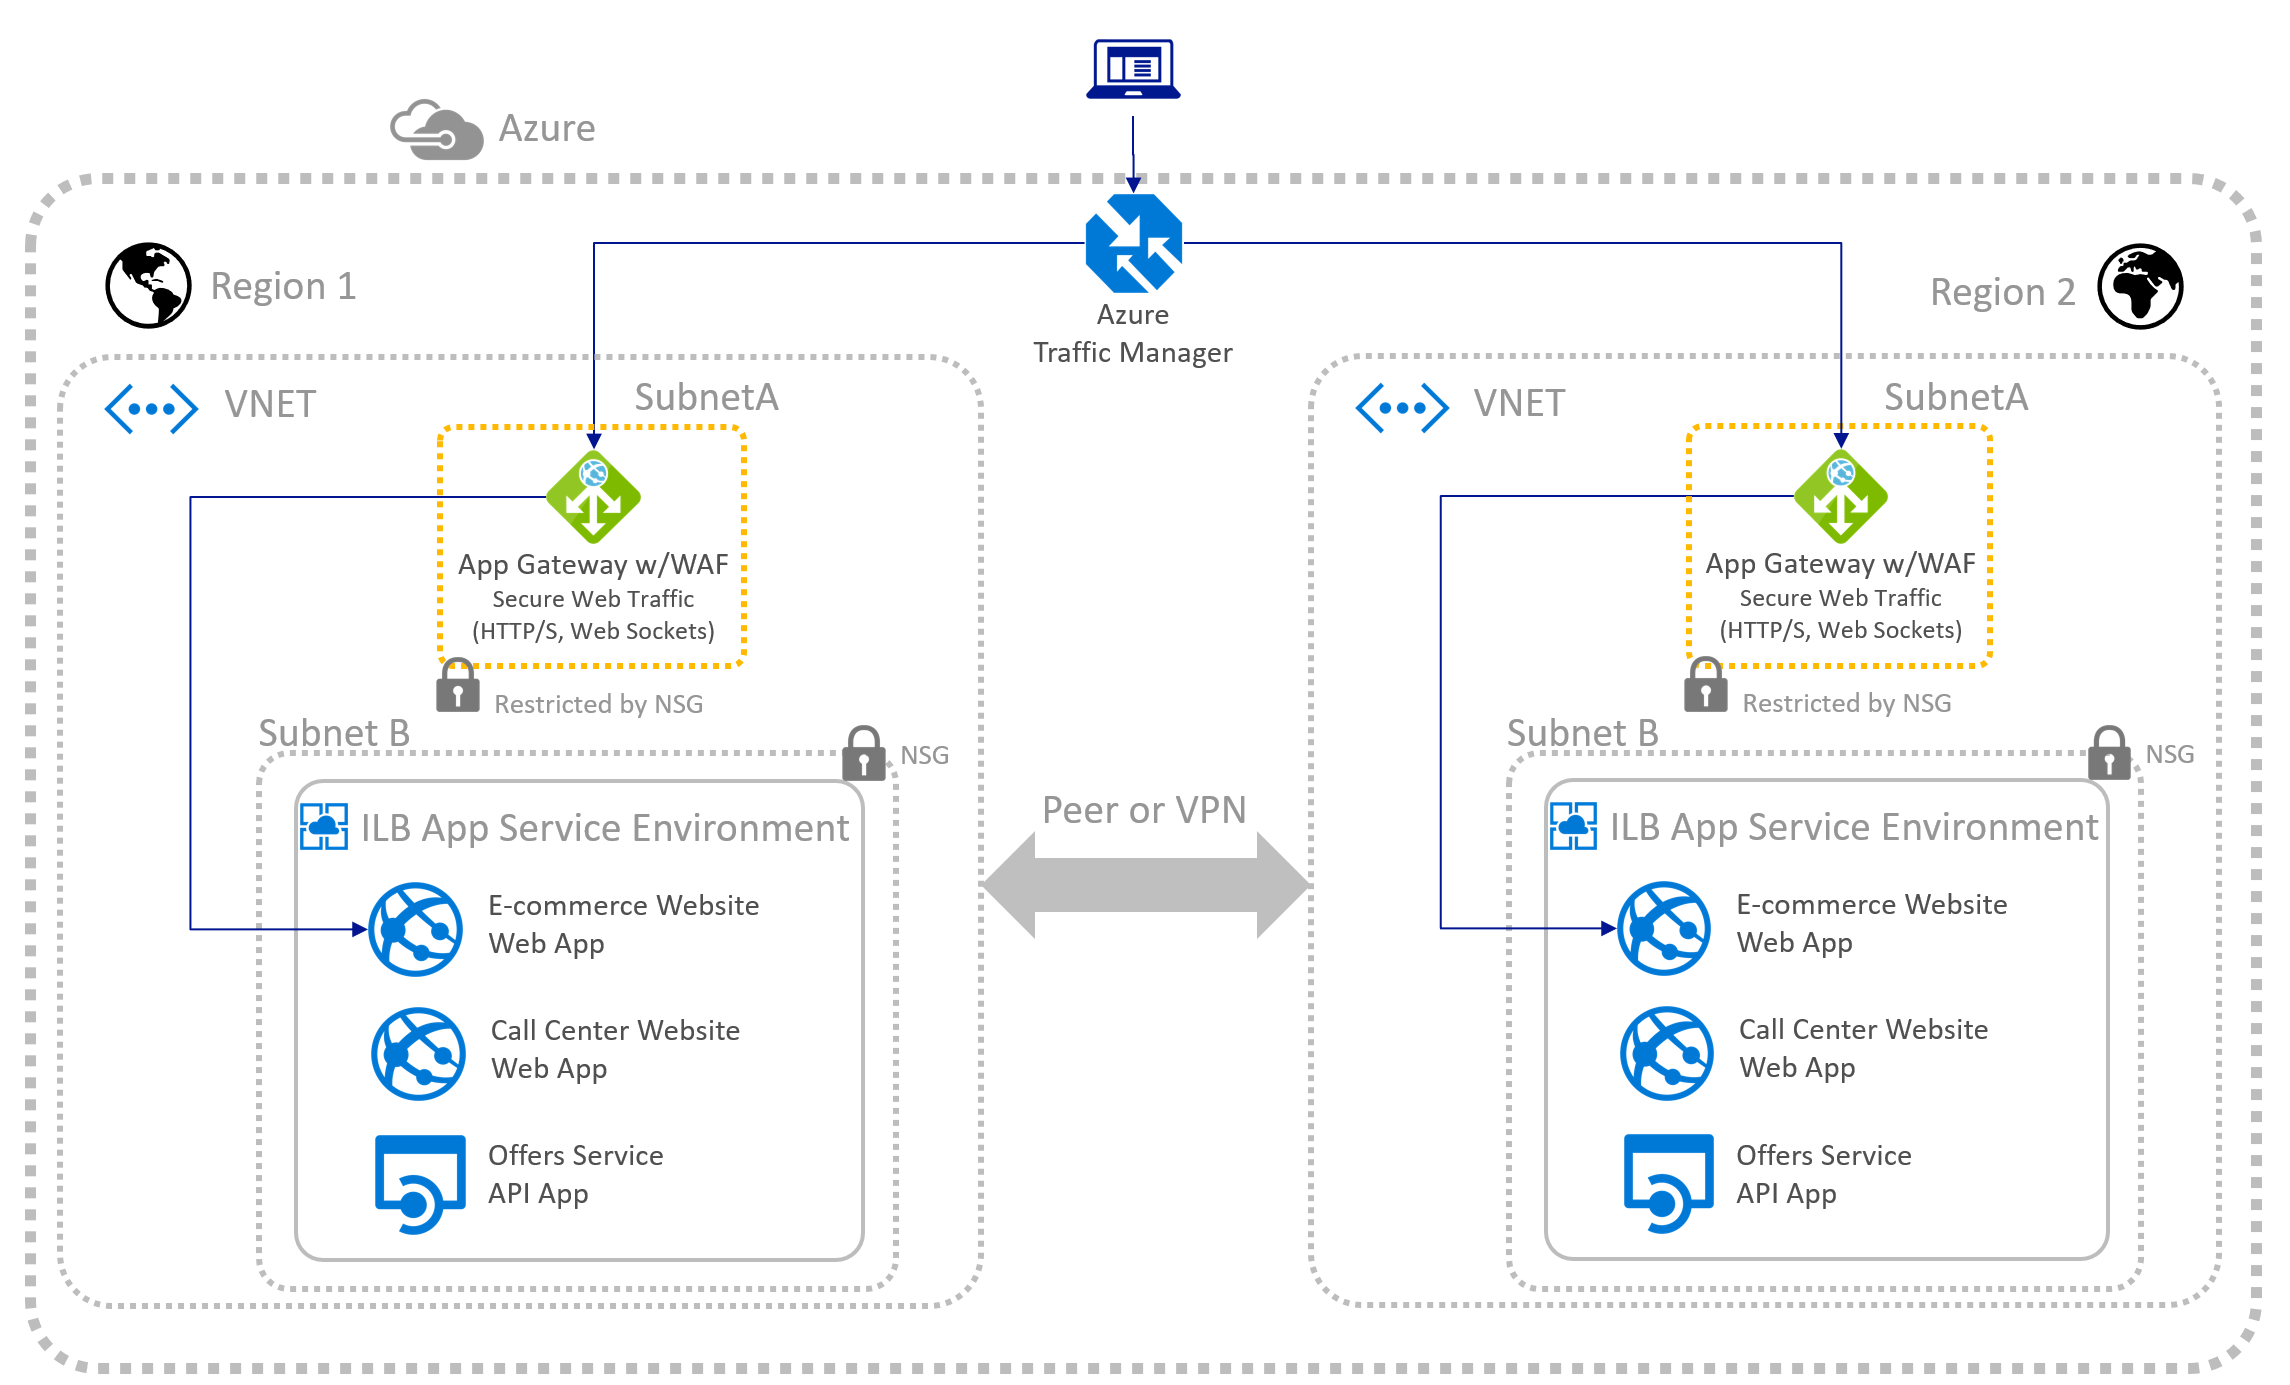 Azure
Region 1
Azure
Traffic Manager
Region 2
VNET
SubnetA
App Gateway w/WAF
Secure Web Traffic
(HTTP/S, Web Sockets)
Restricted by NSG
Subnet B
NSG
ILB App Service Environment
E-commerce Website
Web App
Call Center Website
Web App
Offers Service
API App
Peer or VPN
VNET
SubnetA
App Gateway w/WAF
Secure Web Traffic
(HTTP/S, Web Sockets)
Restricted by NSG
Subnet B
NSG
ILB App Service Environment
E-commerce Website
Web App
Call Center Website
Web App
Offers Service
API App